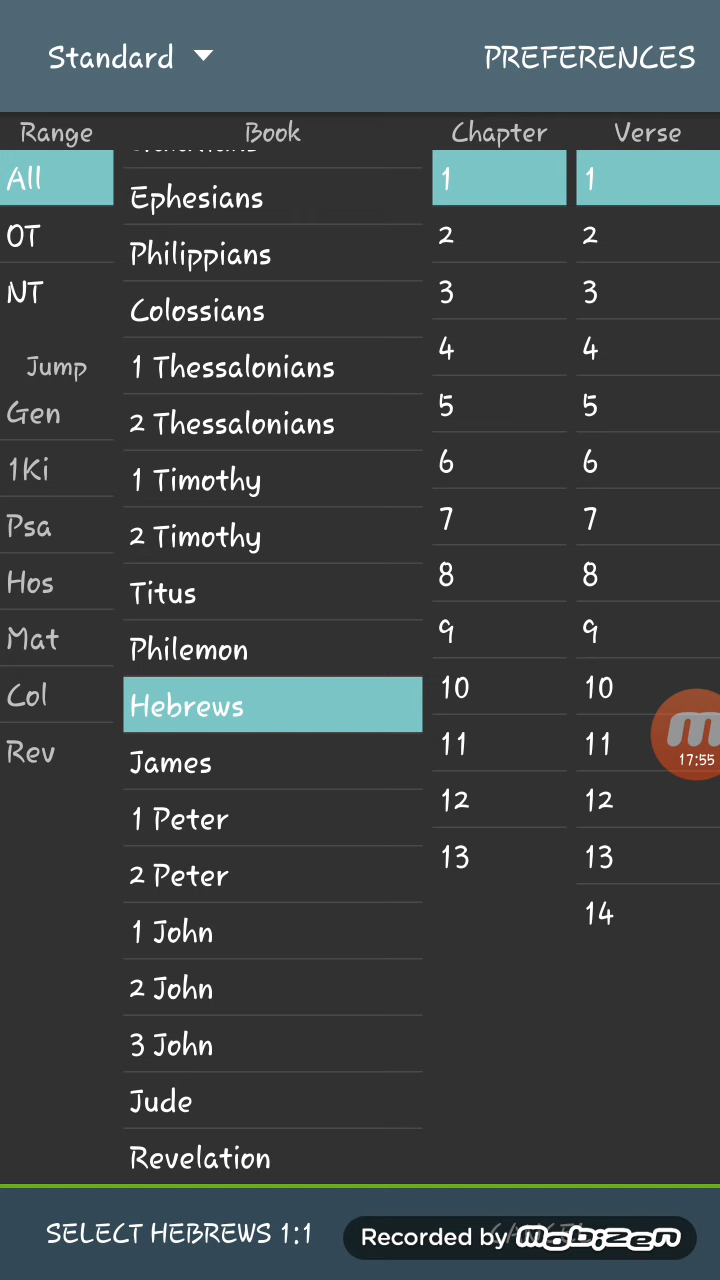 Standard
PREFERENCES
Range
Book
Chapter
Verse
All
OT
NT
Jump
Gen
1Ki
Psa
Hos
Mat
Col
Rev
Ephesians
Philippians
Colossians
1 Thessalonians
2 Thessalonians
1 Timothy
2 Timothy
Titus
Philemon
Hebrews
James
1 Peter
2 Peter
1 John
2 John
3 John
Jude
Revelation
1
2
3
4
5
6
7
8
9
10
11
12
13
1
2
3
4
5
6
7
8
9
10
11
12
13
14
17:55
SELECT HEBREWS 1:1
Recorded by mobizen